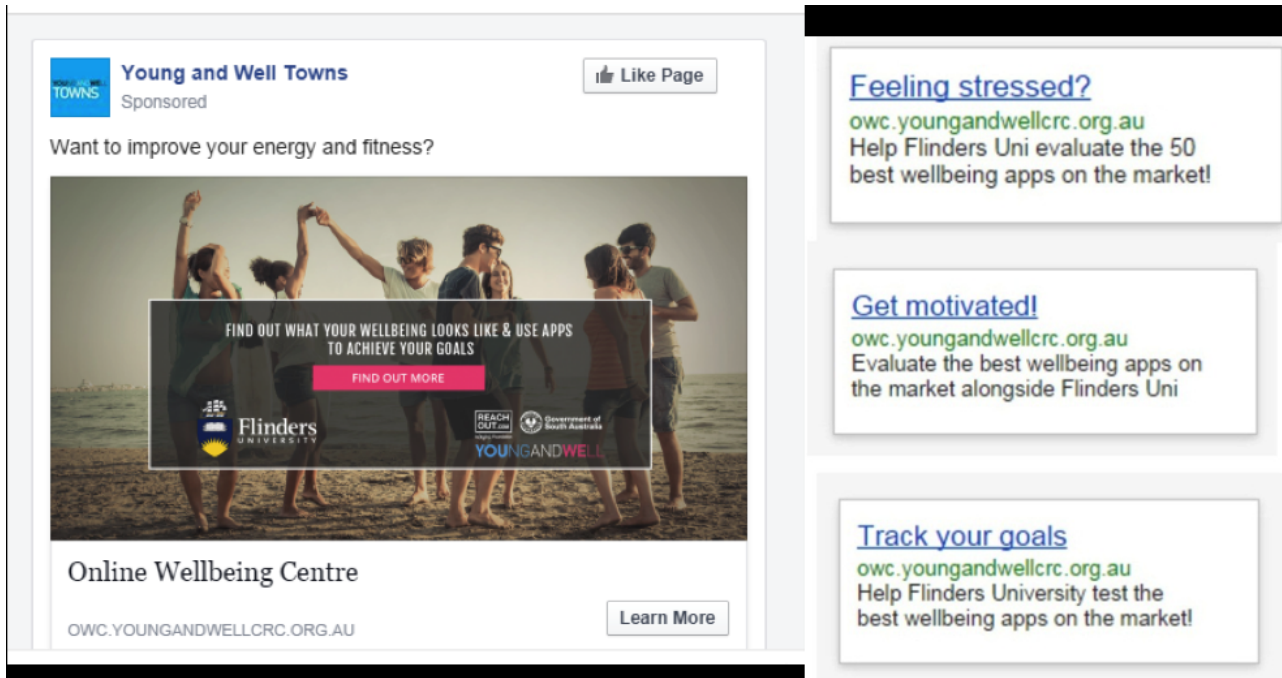 TOWNS
Young and Well Towns
Sponsored
Like Page
Want to improve your energy and fitness?
FIND OUT WHAT YOUR WELLBEING LOOKS LIKE & USE APPS
TO ACHIEVE YOUR GOALS
FIND OUT MORE
Flinders
UNIVERSITY
REACH
OUT.com
Government of
South Australia
YOUNGANDWELL
Online Wellbeing Centre
OWC.YOUNGANDWELLCRC.ORG.AU
Learn More
Feeling stressed?
owc.youngandwellcrc.org.au
Help Flinders Uni evaluate the 50
best wellbeing apps on the market!
Get motivated!
owc.youngandwellcrc.org.au
Evaluate the best wellbeing apps on
the market alongside Flinders Uni
Track your goals
owc.youngandwellcrc.org.au
Help Flinders University test the
best wellbeing apps on the market!